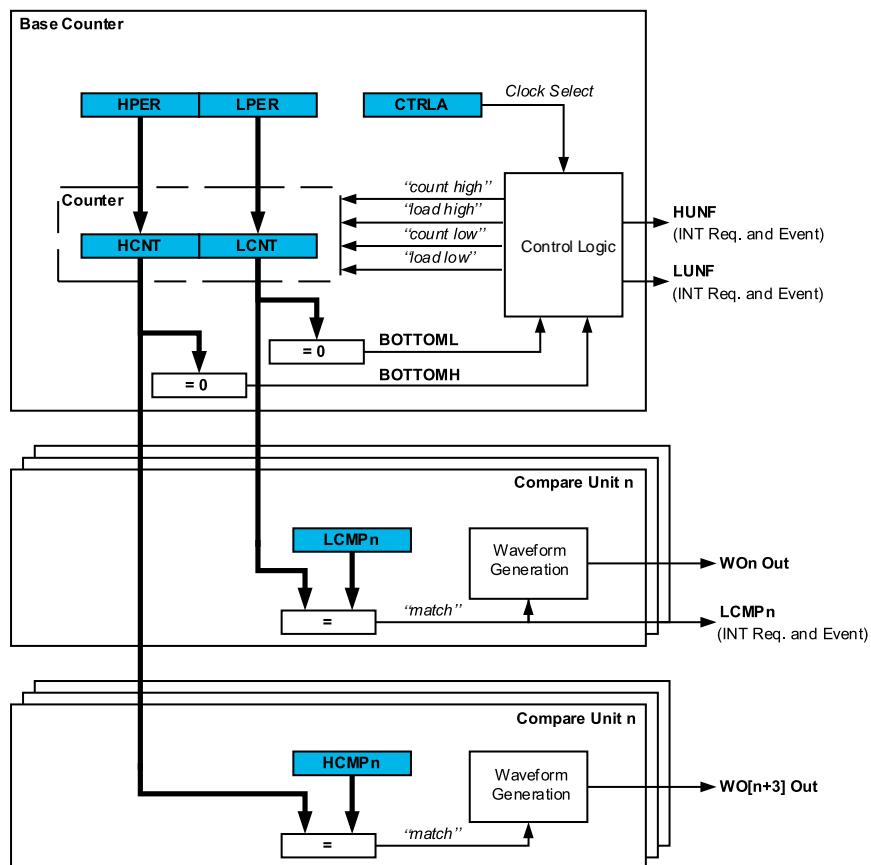 Base Counter
HPER LPER CTRLA Clock Select
Counter
HCNT LCNT
“count high”
“load high”
“count low”
“load low”
Control Logic
HUNF
(INT Req. and Event)
LUNF
(INT Req. and Event)
= 0
BOTTOML
= 0
BOTTOMH
Compare Unit n
LCMPn
Waveform
Generation
WOn Out
=
“match”
LCMPn
(INT Req. and Event)
Compare Unit n
HCMPn
Waveform
Generation
WO[n+3] Out
=
“match”